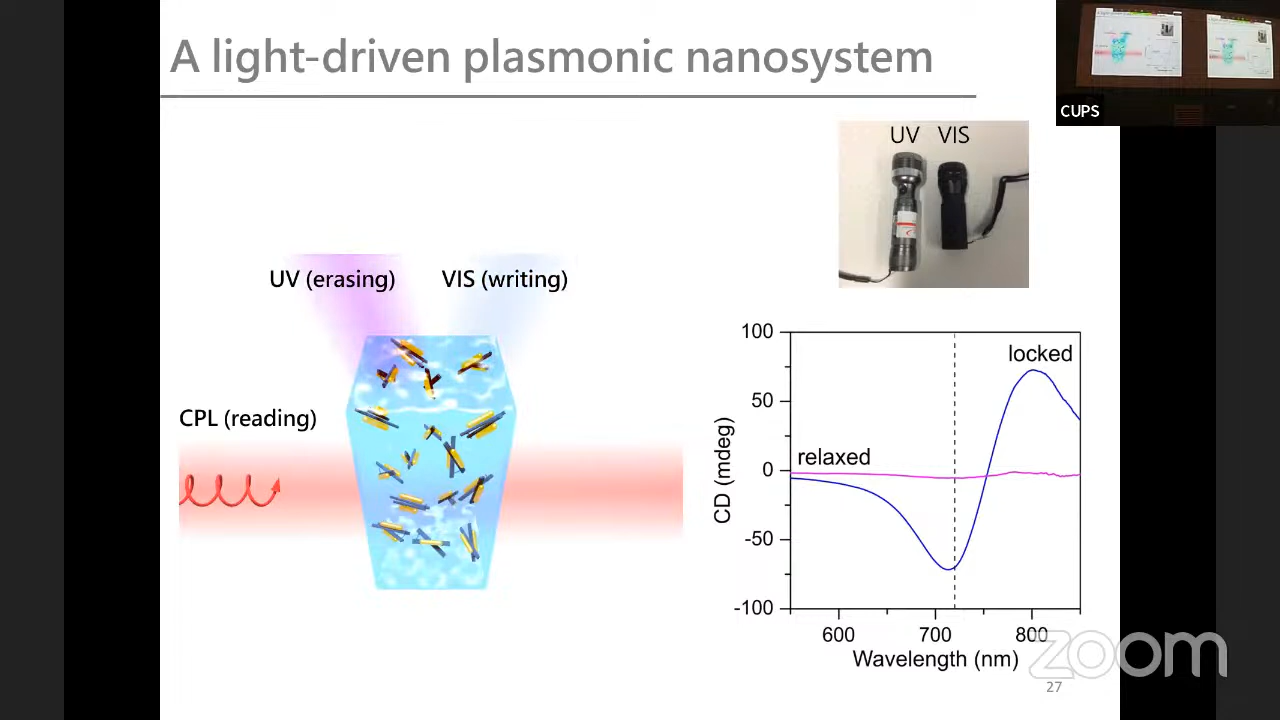 A light-driven plasmonic nanosystem
CUPS
UV VIS
UV (erasing) VIS (writing)
CPL (reading)
100
50
0
-50
-100
CD (mdeg)
locked
relaxed
600 700 800
Wavelength (nm)
zoom
27